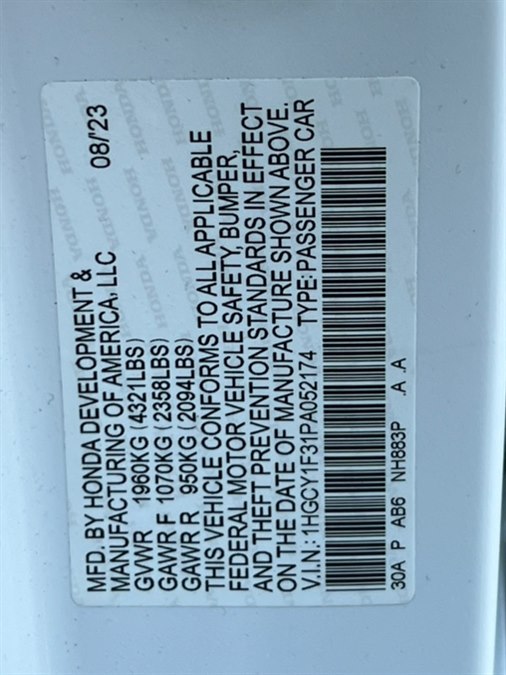 MFD. BY HONDA DEVELOPMENT & 08/'23
MANUFACTURING OF AMERICA, LLC
GVWR 1960KG (4321LBS)
GAWR F 1070KG (2358LBS)
GAWR R 950KG (2094LBS)
THIS VEHICLE CONFORMS TO ALL APPLICABLE
FEDERAL MOTOR VEHICLE SAFETY, BUMPER,
AND THEFT PREVENTION STANDARDS IN EFFECT
ON THE DATE OF MANUFACTURE SHOWN ABOVE.
V.I.N.: 1HGCY1F31PA052174 TYPE: PASSENGER CAR
30A P AB6 NH883P .A .A